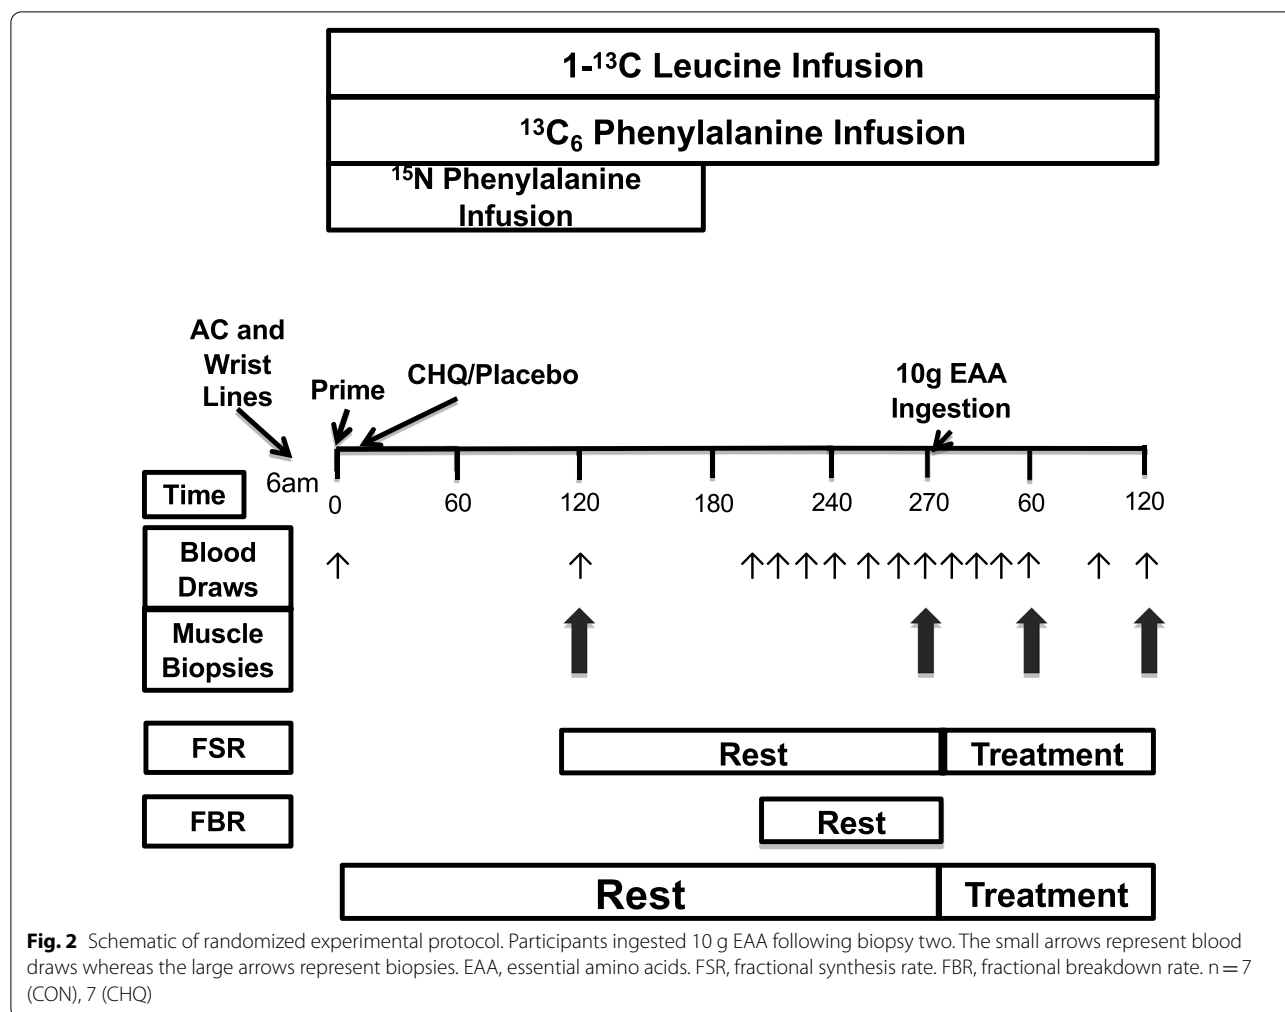 1-¹³C Leucine Infusion
¹³C₆ Phenylalanine Infusion
¹⁵N Phenylalanine
Infusion
AC and
Wrist
Lines
Prime
CHQ/Placebo
10g EAA
Ingestion
Time
6am
0 60 120 180 240 270 60 120
Blood
Draws
Muscle
Biopsies
FSR
Rest
Treatment
FBR
Rest
Rest
Treatment
Fig. 2 Schematic of randomized experimental protocol. Participants ingested 10 g EAA following biopsy two. The small arrows represent blood
draws whereas the large arrows represent biopsies. EAA, essential amino acids. FSR, fractional synthesis rate. FBR, fractional breakdown rate. n = 7
(CON), 7 (CHQ)